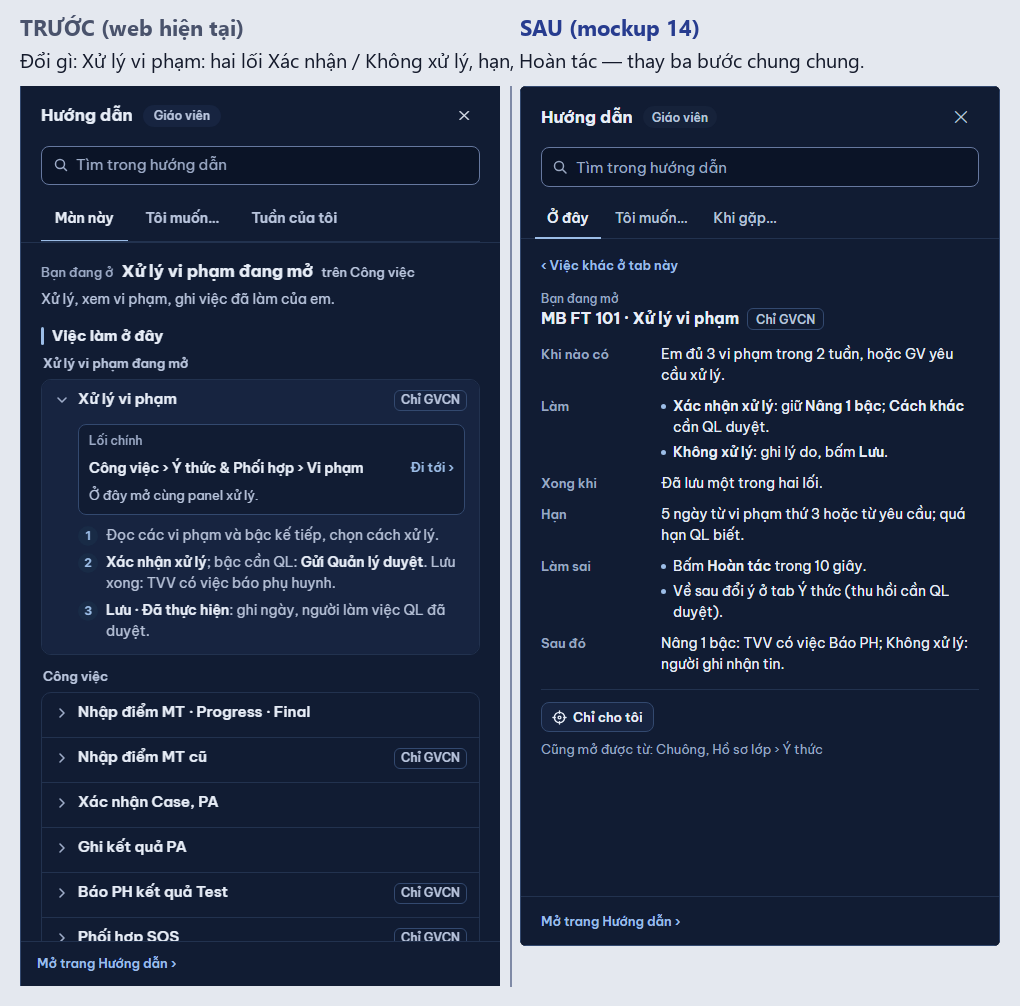 TRƯỚC (web hiện tại)
SAU (mockup 14)
Đổi gì: Xử lý vi phạm: hai lối Xác nhận / Không xử lý, hạn, Hoàn tác — thay ba bước chung chung.
Hướng dẫn
Giáo viên
Tìm trong hướng dẫn
Màn này
Tôi muốn...
Tuần của tôi
Bạn đang ở Xử lý vi phạm đang mở trên Công việc
Xử lý, xem vi phạm, ghi việc đã làm của em.
Việc làm ở đây
Xử lý vi phạm đang mở
Xử lý vi phạm
Chỉ GVCN
Lối chính
Công việc › Ý thức & Phối hợp › Vi phạm
Đi tới ›
Ở đây mở cùng panel xử lý.
1 Đọc các vi phạm và bậc kế tiếp, chọn cách xử lý.
2 Xác nhận xử lý; bậc cần QL: Gửi Quản lý duyệt. Lưu
xong: TVV có việc báo phụ huynh.
3 Lưu · Đã thực hiện: ghi ngày, người làm việc QL đã
duyệt.
Công việc
Nhập điểm MT · Progress · Final
Nhập điểm MT cũ
Chỉ GVCN
Xác nhận Case, PA
Ghi kết quả PA
Báo PH kết quả Test
Chỉ GVCN
Phối hợp SOS
Chỉ GVCN
Mở trang Hướng dẫn ›
Hướng dẫn
Giáo viên
Tìm trong hướng dẫn
Ở đây
Tôi muốn...
Khi gặp...
‹ Việc khác ở tab này
Bạn đang mở
MB FT 101 · Xử lý vi phạm
Chỉ GVCN
Khi nào có
Em đủ 3 vi phạm trong 2 tuần, hoặc GV yêu
cầu xử lý.
Làm
• Xác nhận xử lý: giữ Nâng 1 bậc; Cách khác
cần QL duyệt.
• Không xử lý: ghi lý do, bấm Lưu.
Xong khi
Đã lưu một trong hai lối.
Hạn
5 ngày từ vi phạm thứ 3 hoặc từ yêu cầu; quá
hạn QL biết.
Làm sai
• Bấm Hoàn tác trong 10 giây.
• Về sau đổi ý ở tab Ý thức (thu hồi cần QL
duyệt).
Sau đó
Nâng 1 bậc: TVV có việc Báo PH; Không xử lý:
người ghi nhận tin.
Chỉ cho tôi
Cũng mở được từ: Chuông, Hồ sơ lớp › Ý thức
Mở trang Hướng dẫn ›